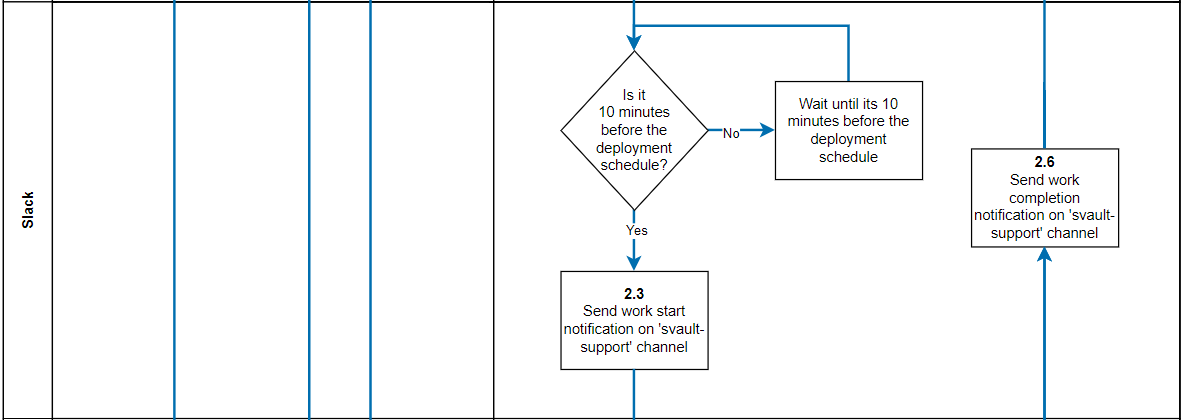 Slack
Is it
10 minutes
before the
deployment
schedule?
No
Wait until its 10
minutes before the
deployment
schedule
Yes
2.3
Send work start
notification on 'svault-
support' channel
2.6
Send work
completion
notification on 'svault-
support' channel